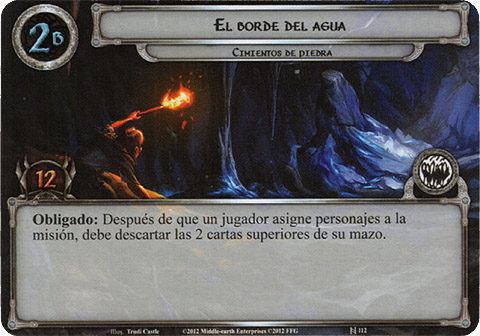 2B
El borde del agua
Cimientos de piedra
12
Obligado: Después de que un jugador asigne personajes a la
misión, debe descartar las 2 cartas superiores de su mazo.
Illus. Trudi Castle
©2012 Middle-earth Enterprises ©2012 FFG
112